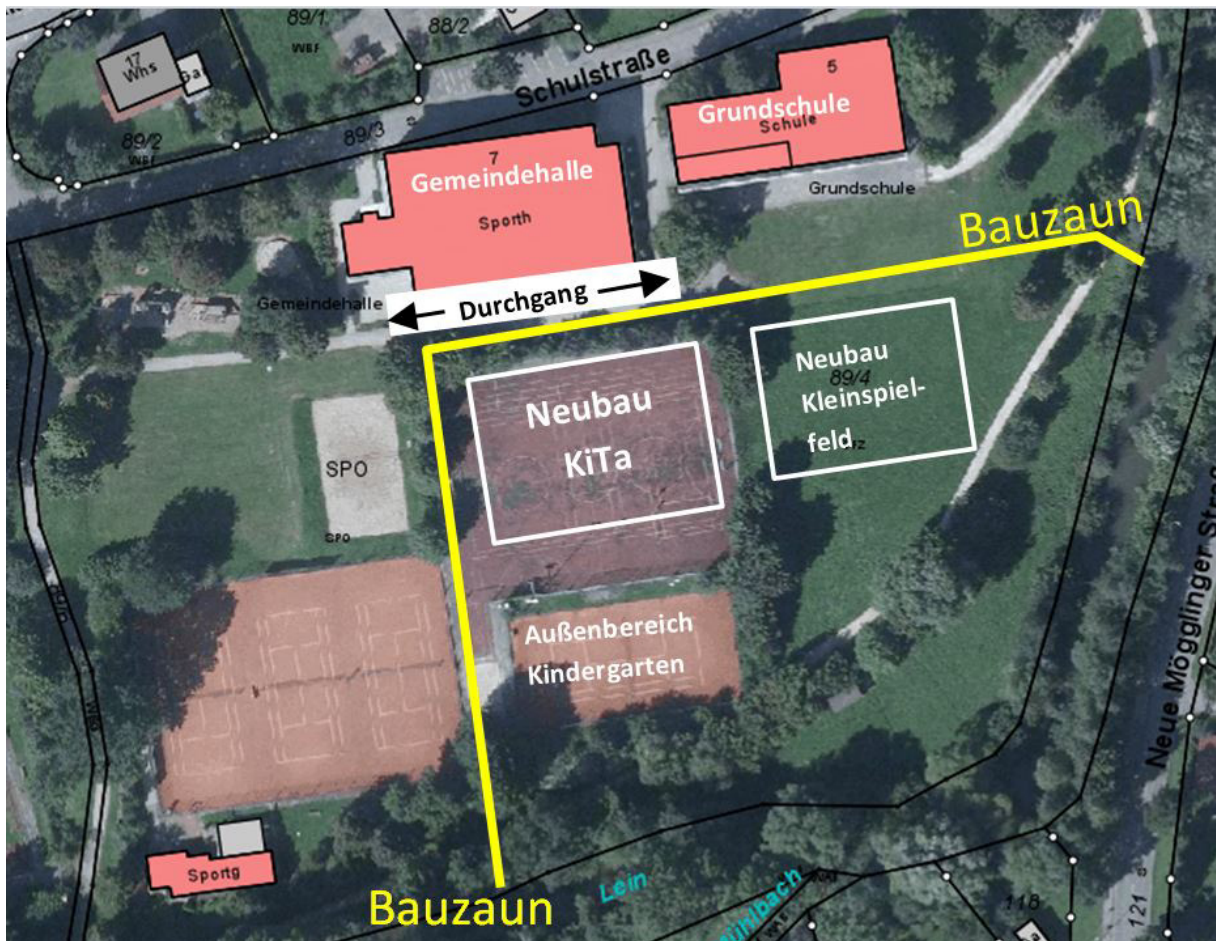 89/1
WBF
88/2
17
Whs
Ga
89/2
WBF
89/3
Schulstraße
5
Grundschule
Schule
Grundschule
7
Gemeindehalle
Sporth
Gemeindehalle
Durchgang
Bauzaun
Neubau
KiTa
Neubau
89/4
Kleinspiel-
feld
SPO
SPO
Außenbereich
Kindergarten
Sportg
Bauzaun
Lein
Mühlbach
Neue Mögglinger Straße
118
121